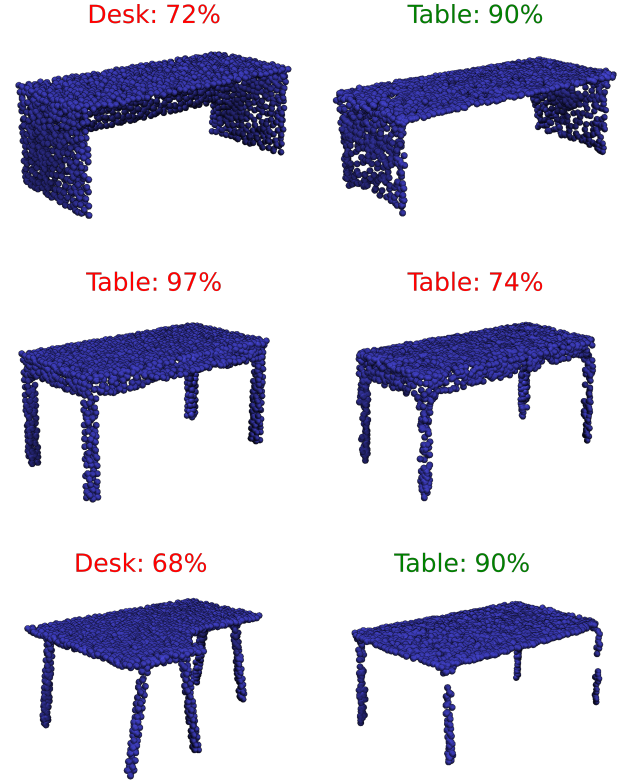 Desk: 72%
Table: 90%
Table: 97%
Table: 74%
Desk: 68%
Table: 90%